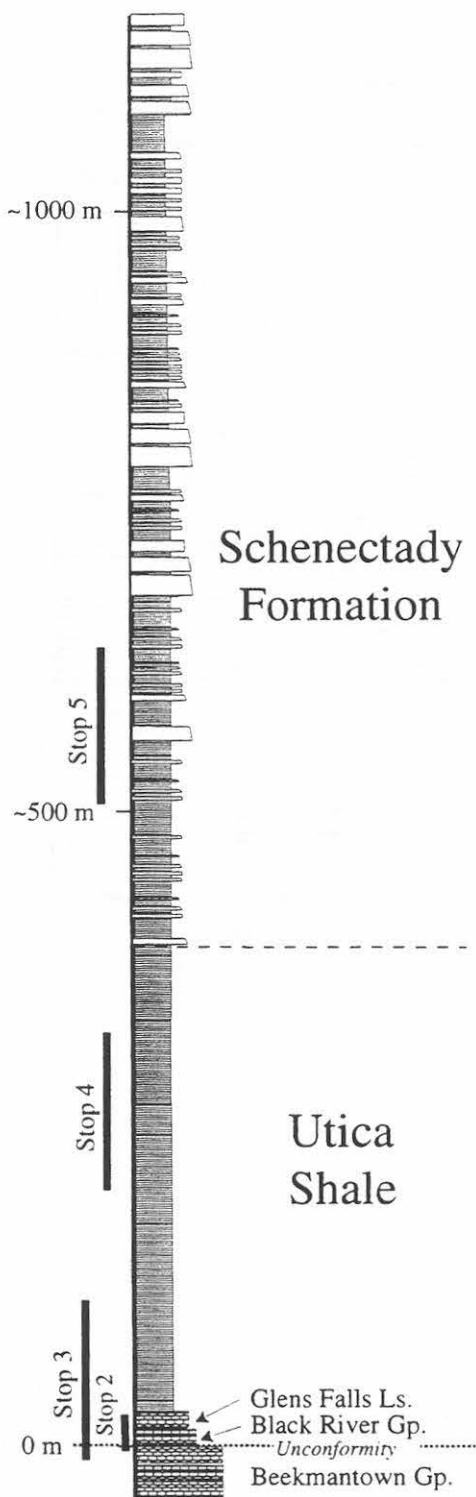 ~1000 m
Schenectady
Formation
Stop 5
~500 m
Stop 4
Utica
Shale
Stop 3
Stop 2
Glens Falls Ls.
Black River Gp.
0 m
Unconformity
Beekmantown Gp.